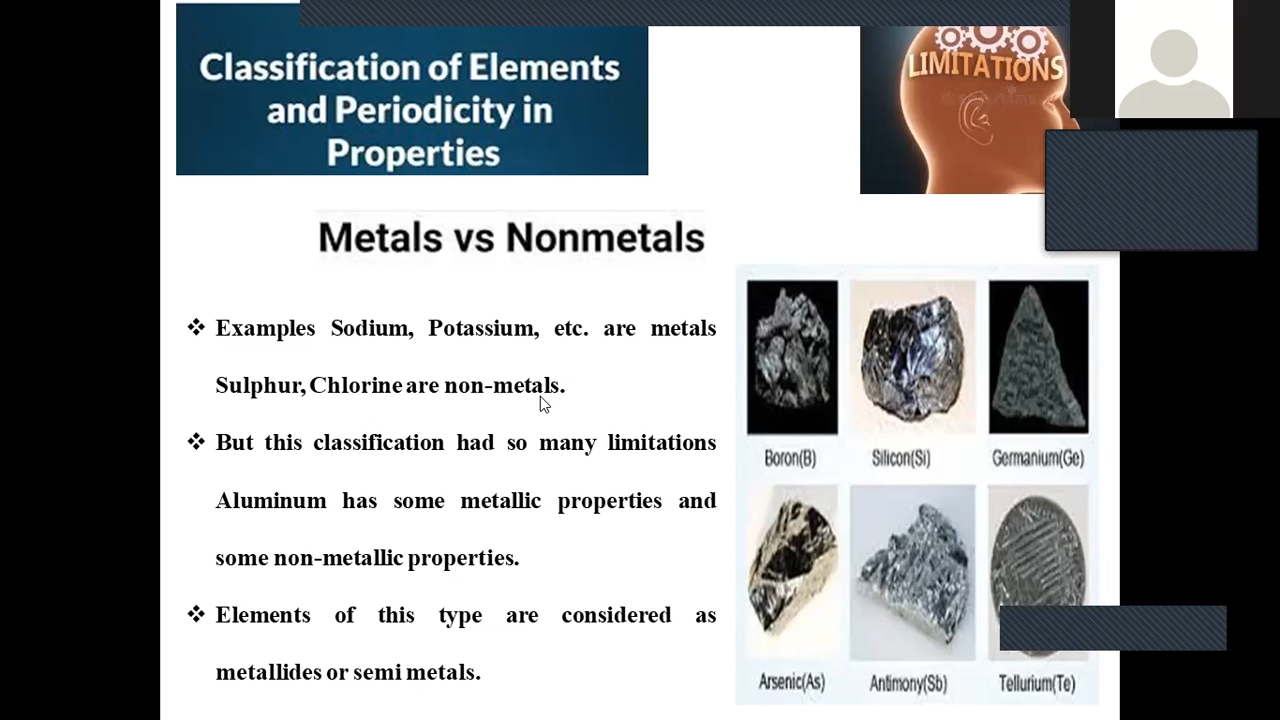 Classification of Elements
and Periodicity in
Properties
LIMITATIONS
Metals vs Nonmetals
❖ Examples Sodium, Potassium, etc. are metals
Sulphur, Chlorine are non-metals.
❖ But this classification had so many limitations
Aluminum has some metallic properties and
some non-metallic properties.
❖ Elements of this type are considered as
metallides or semi metals.
Boron(B) Silicon(Si) Germanium(Ge)
Arsenic(As) Antimony(Sb) Tellurium(Te)